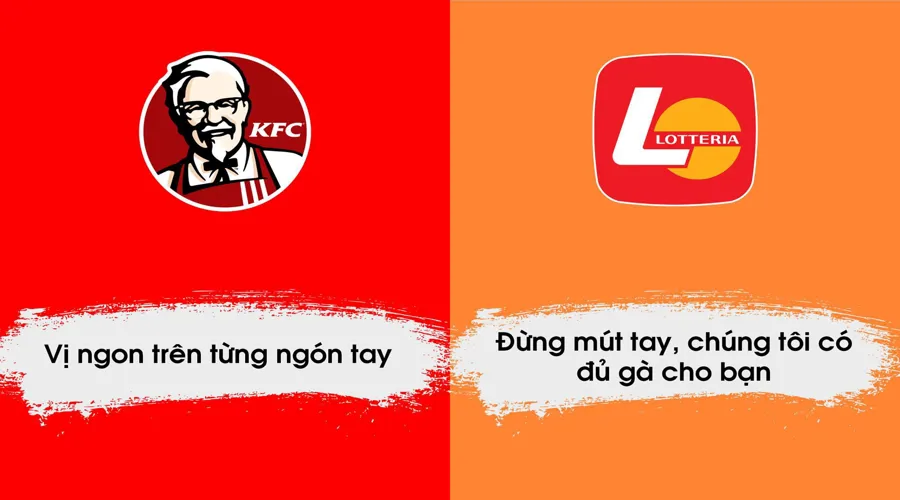 KFC
LOTTERIA
Vị ngon trên từng ngón tay
Đừng mút tay, chúng tôi có
đủ gà cho bạn